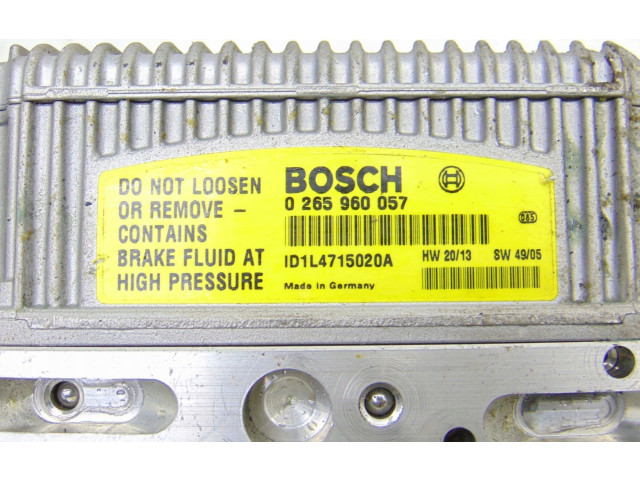 DO NOT LOOSEN
OR REMOVE –
CONTAINS
BRAKE FLUID AT
HIGH PRESSURE
BOSCH
0 265 960 057
ID1L4715020A
HW 20/13 SW 49/05
Made in Germany